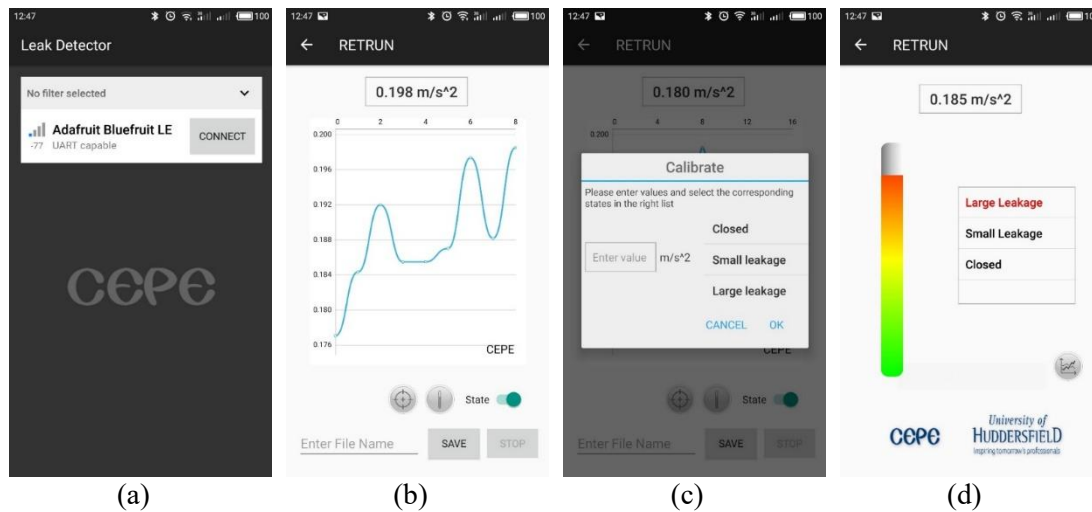 12:47
100
Leak Detector
No filter selected
Adafruit Bluefruit LE
-77 UART capable
CONNECT
CEPE
(a)
12:47
100
RETRUN
0.198 m/s^2
0 2 4 6 8
0.200
0.196
0.192
0.188
0.184
0.180
0.176
CEPE
State
Enter File Name
SAVE
STOP
(b)
12:47
100
RETRUN
0.180 m/s^2
0 4 8 12 16
0.200
Calibrate
Please enter values and select the corresponding
states in the right list
Closed
Enter value m/s^2 Small leakage
Large leakage
CANCEL OK
CEPE
State
Enter File Name
SAVE
STOP
(c)
12:47
RETRUN
0.185 m/s^2
Large Leakage
Small Leakage
Closed
CEPE
University of
HUDDERSFIELD
Inspiring tomorrow's professionals
(d)